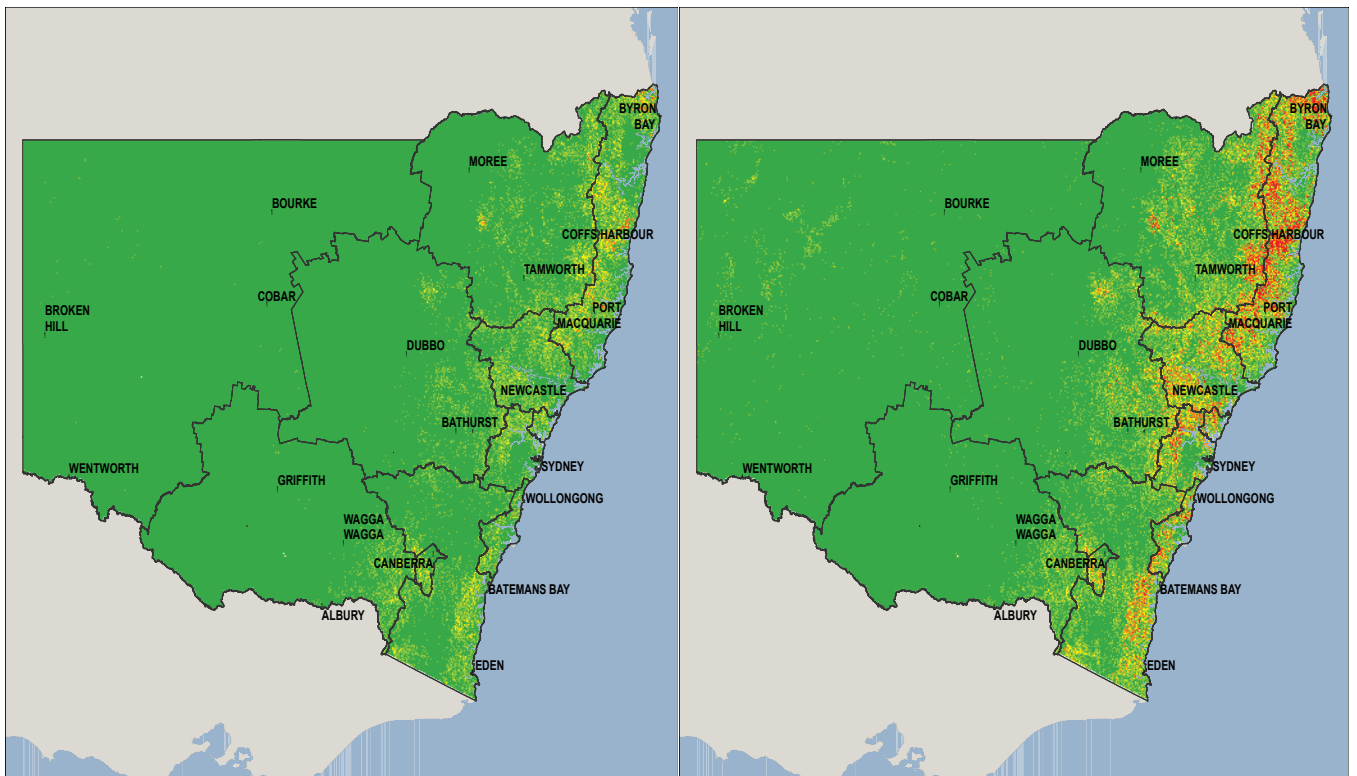 BYRON
BAY
MOREE
BOURKE
COFFS HARBOUR
TAMWORTH
COBAR
BROKEN
HILL
PORT
MACQUARIE
DUBBO
NEWCASTLE
BATHURST
SYDNEY
WENTWORTH
GRIFFITH
WOLLONGONG
WAGGA
WAGGA
CANBERRA
BATEMANS BAY
ALBURY
EDEN
BYRON
BAY
MOREE
BOURKE
COFFS HARBOUR
TAMWORTH
COBAR
BROKEN
HILL
PORT
MACQUARIE
DUBBO
NEWCASTLE
BATHURST
SYDNEY
WENTWORTH
GRIFFITH
WOLLONGONG
WAGGA
WAGGA
CANBERRA
BATEMANS BAY
ALBURY
EDEN